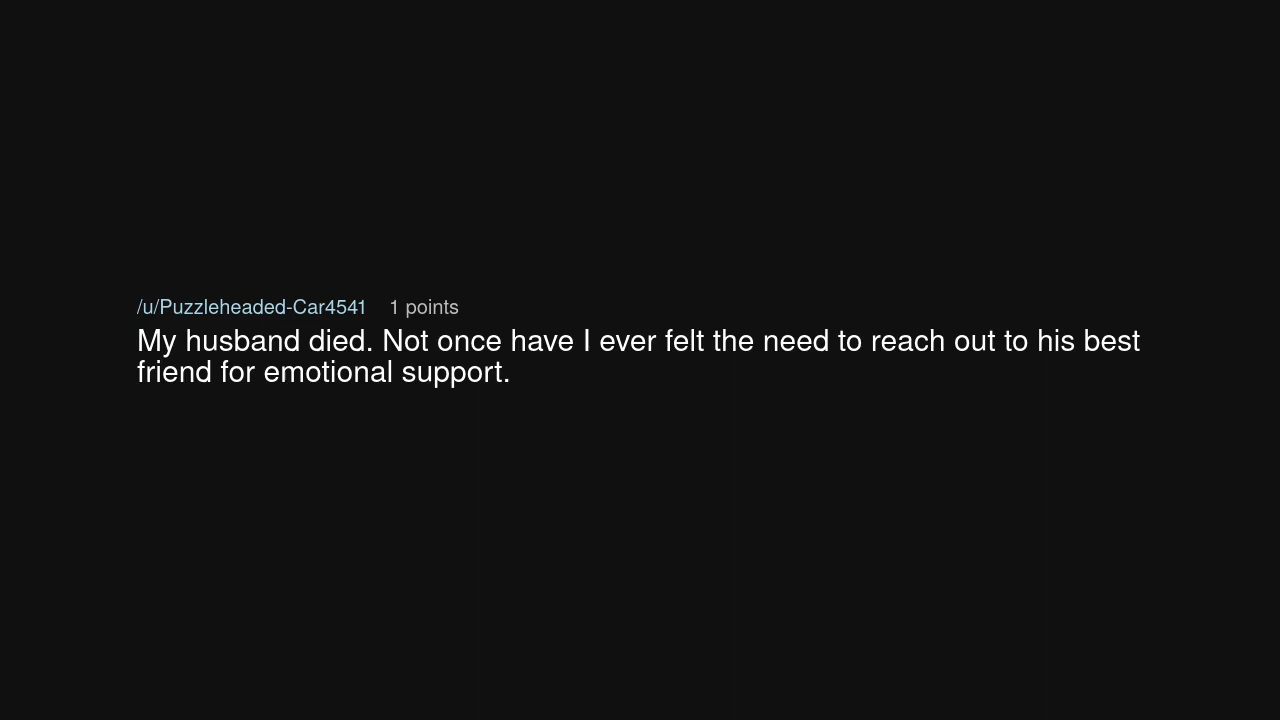 /u/Puzzleheaded-Car4541 1 points
My husband died. Not once have I ever felt the need to reach out to his best
friend for emotional support.